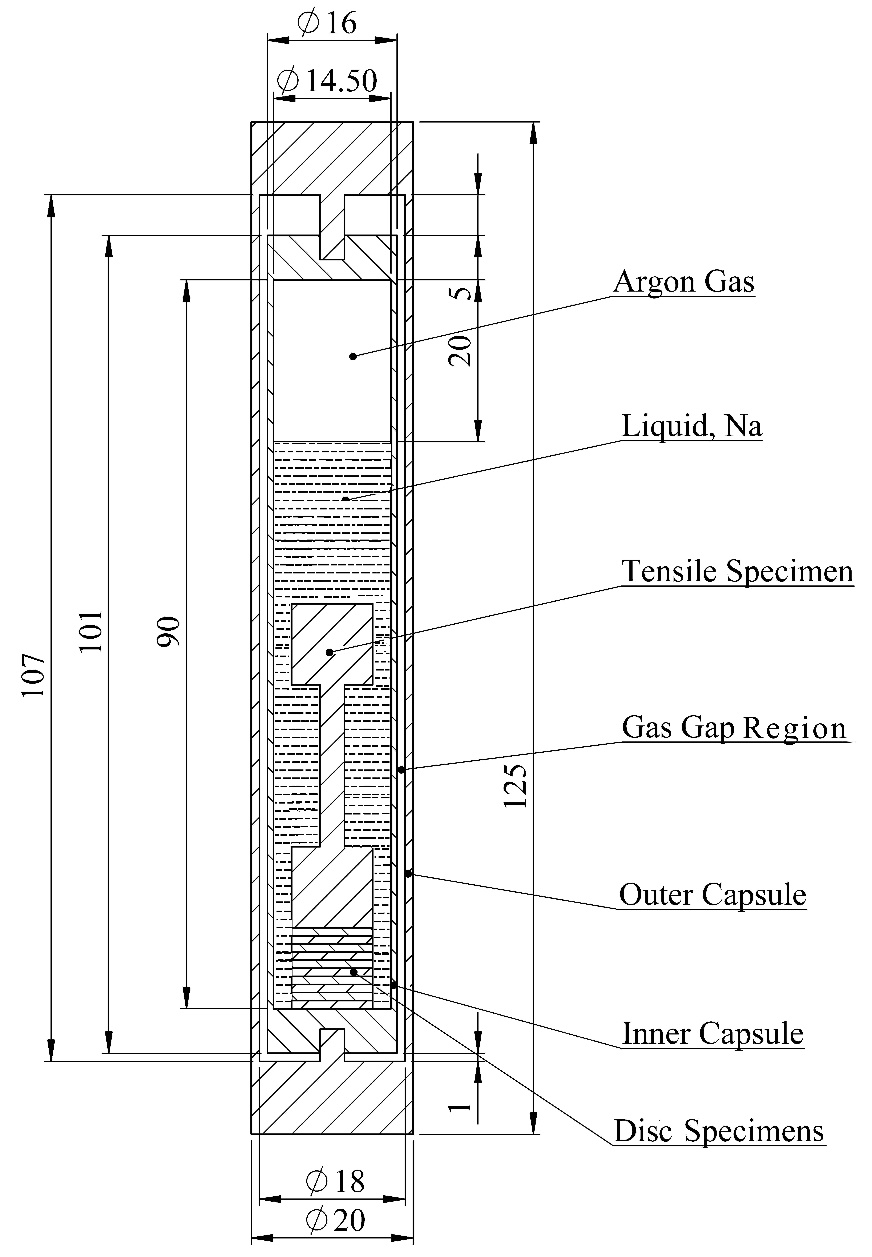 ∅16
∅14.50
Argon Gas
5
20
Liquid, Na
Tensile Specimen
90
101
107
Gas Gap Region
125
Outer Capsule
Inner Capsule
1
Disc Specimens
∅18
∅20